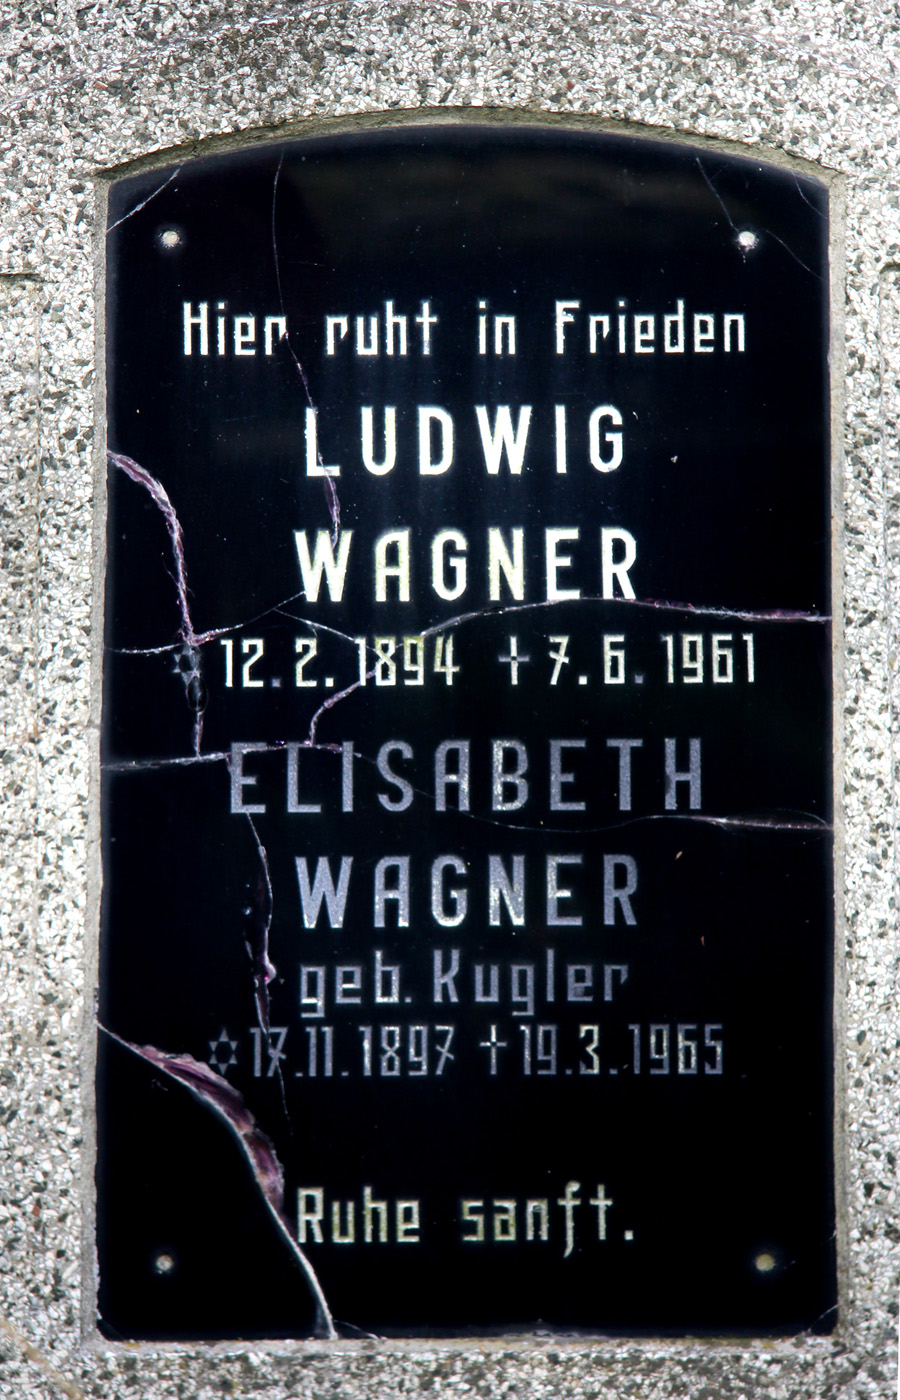 Hier ruht in Frieden
LUDWIG
WAGNER
✡12.2.1894 ✝7.6.1961
ELISABETH
WAGNER
geb. Kugler
✡17.11.1897 ✝19.3.1965
Ruhe sanft.